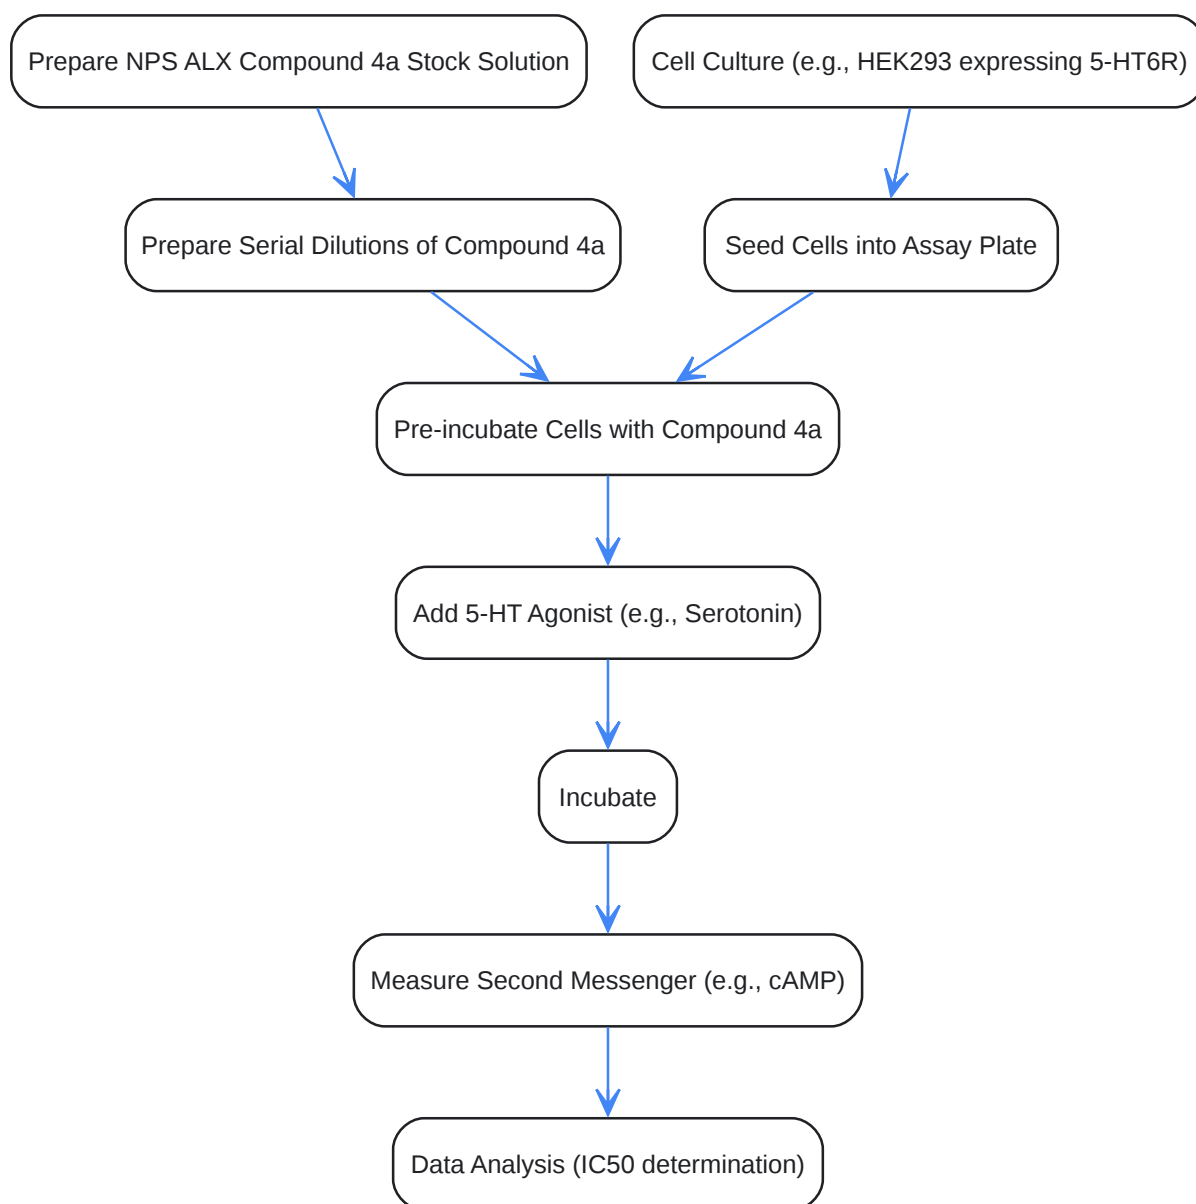 Prepare NPS ALX Compound 4a Stock Solution
Cell Culture (e.g., HEK293 expressing 5-HT6R)
Prepare Serial Dilutions of Compound 4a
Seed Cells into Assay Plate
Pre-incubate Cells with Compound 4a
Add 5-HT Agonist (e.g., Serotonin)
Incubate
Measure Second Messenger (e.g., cAMP)
Data Analysis (IC50 determination)